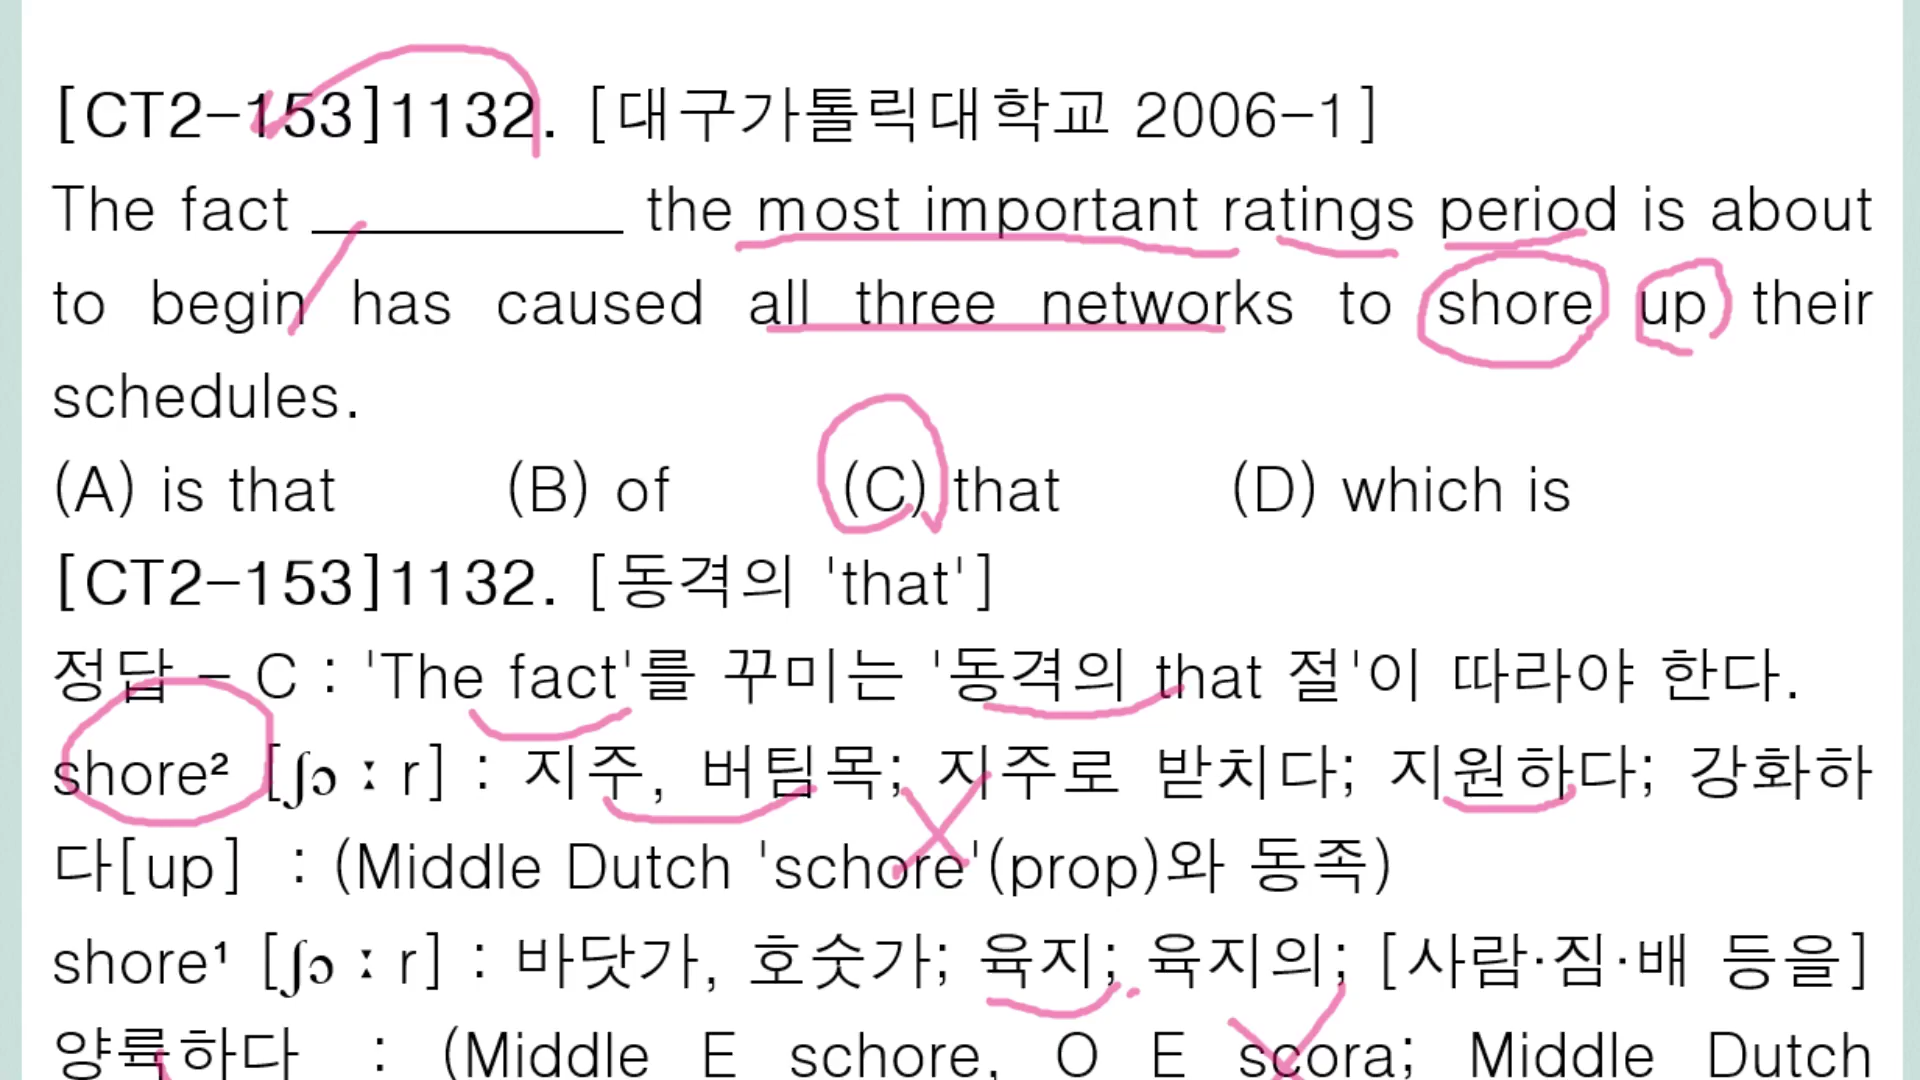 [CT2-153]1132. [대구가톨릭대학교 2006-1]
The fact __________ the most important ratings period is about
to begin has caused all three networks to shore up their
schedules.
(A) is that (B) of (C) that (D) which is
[CT2-153]1132. [동격의 'that']
정답 - C : 'The fact'를 꾸미는 '동격의 that 절'이 따라야 한다.
shore² [ʃɔ : r] : 지주, 버팀목; 지주로 받치다; 지원하다; 강화하
다[up] : (Middle Dutch 'schore'(prop)와 동족)
shore¹ [ʃɔ : r] : 바닷가, 호숫가; 육지; 육지의; [사람·짐·배 등을]
양륙하다 : (Middle E schore, O E scora; Middle Dutch